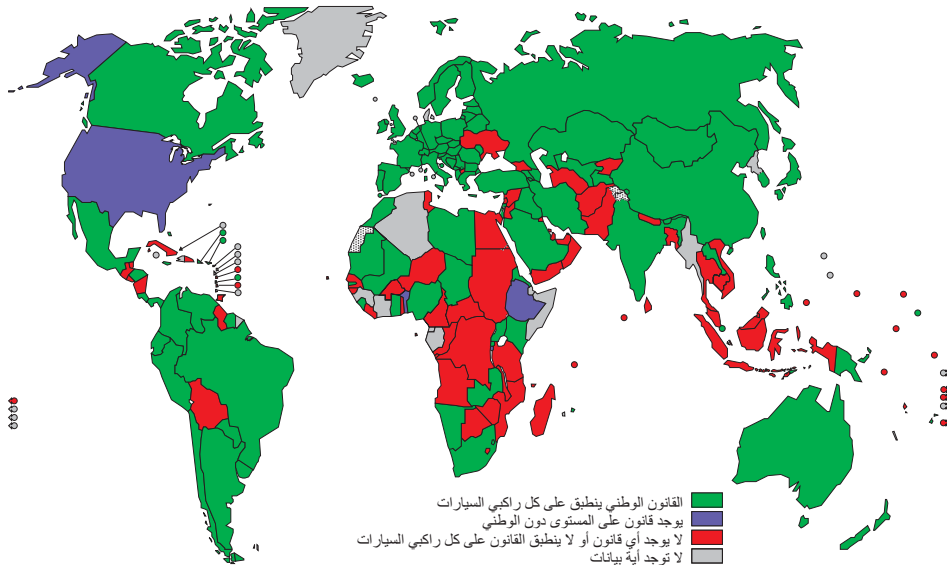 القانون الوطني ينطبق على كل راكبي السيارات
يوجد قانون على المستوى دون الوطني
لا يوجد أي قانون أو لا ينطبق القانون على كل راكبي السيارات
لا توجد أية بيانات